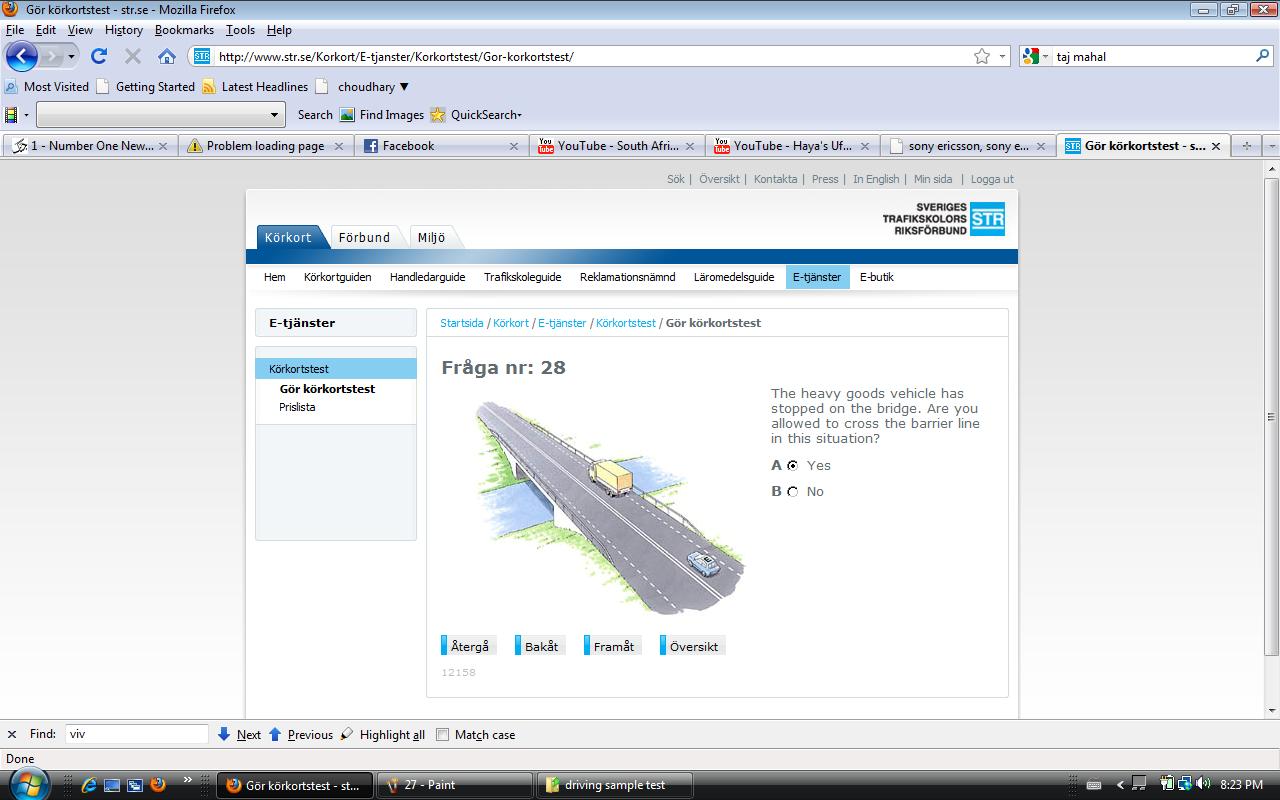 Gör körkortstest - str.se - Mozilla Firefox
File Edit View History Bookmarks Tools Help
STR http://www.str.se/Korkort/E-tjanster/Korkortstest/Gor-korkortstest/ taj mahal
Most Visited Getting Started Latest Headlines choudhary ▼
Search Find Images QuickSearch
1 - Number One New... Problem loading page Facebook YouTube - South Afri... YouTube - Haya's Uf... sony ericsson, sony e... Gör körkortstest - s...
Sök | Översikt | Kontakta | Press | In English | Min sida | Logga ut
SVERIGES
TRAFIKSKOLORS
RIKSFÖRBUND
STR
Körkort Förbund Miljö
Hem Körkortguiden Handledarguide Trafikskoleguide Reklamationsnämnd Läromedelsguide E-tjänster E-butik
E-tjänster
Körkortstest
Gör körkortstest
Prislista
Startsida / Körkort / E-tjänster / Körkortstest / Gör körkortstest
Fråga nr: 28
The heavy goods vehicle has
stopped on the bridge. Are you
allowed to cross the barrier line
in this situation?
A Yes
B No
Återgå Bakåt Framåt Översikt
12158
Find: viv Next Previous Highlight all Match case
Done
Gör körkortstest - st... 27 - Paint driving sample test 8:23 PM